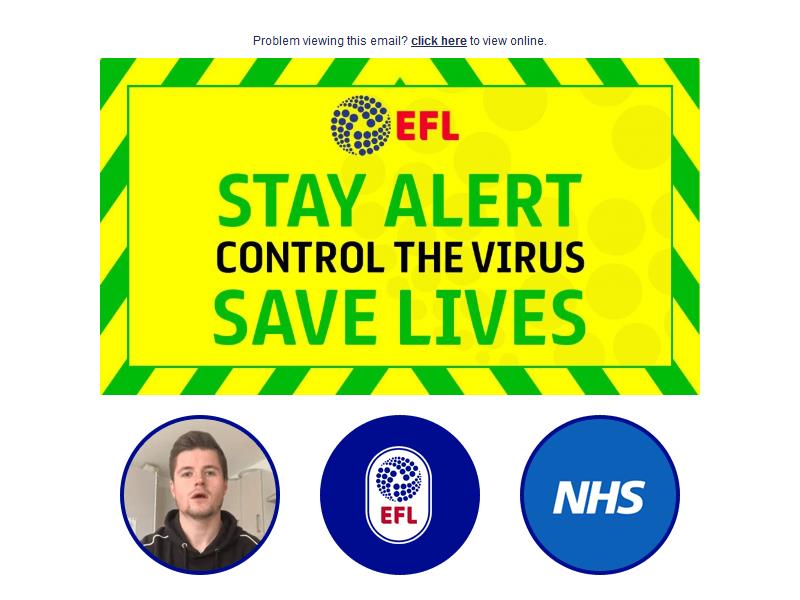 Problem viewing this email? click here to view online.
EFL
STAY ALERT
CONTROL THE VIRUS
SAVE LIVES
EFL
NHS